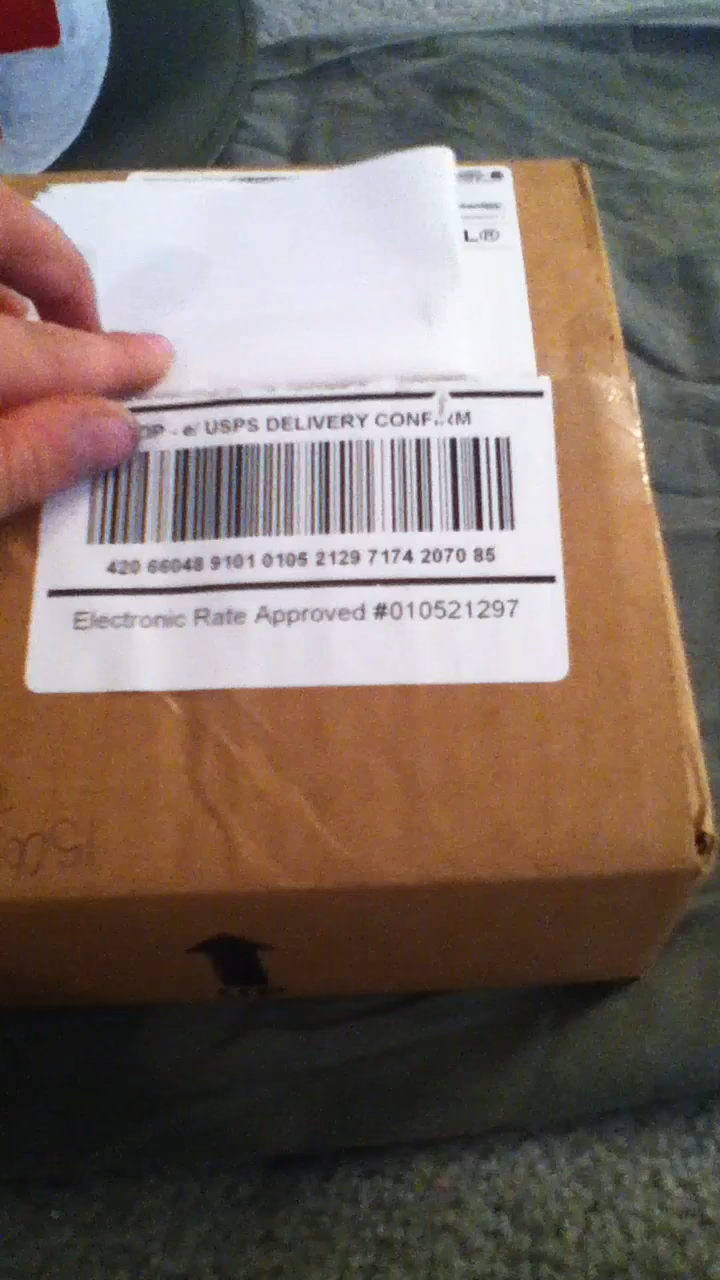 L®
e/ USPS DELIVERY CONF
420 66048 9101 0105 2129 7174 2070 85
Electronic Rate Approved #010521297